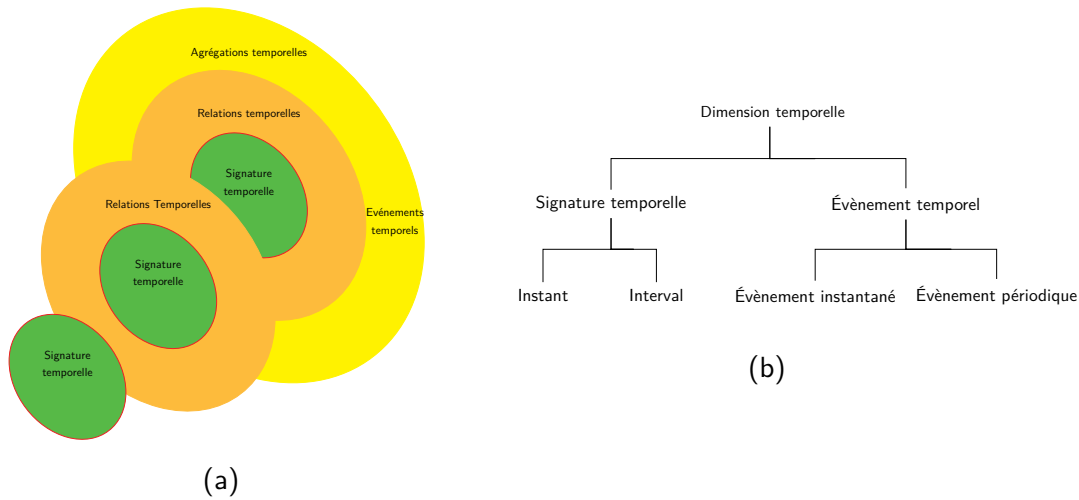 Agrégations temporelles
Relations temporelles
Signature
temporelle
Relations Temporelles
Evénements
temporels
Signature
temporelle
Signature
temporelle
(a)
Dimension temporelle
Signature temporelle
Évènement temporel
Instant
Interval
Évènement instantané
Évènement périodique
(b)